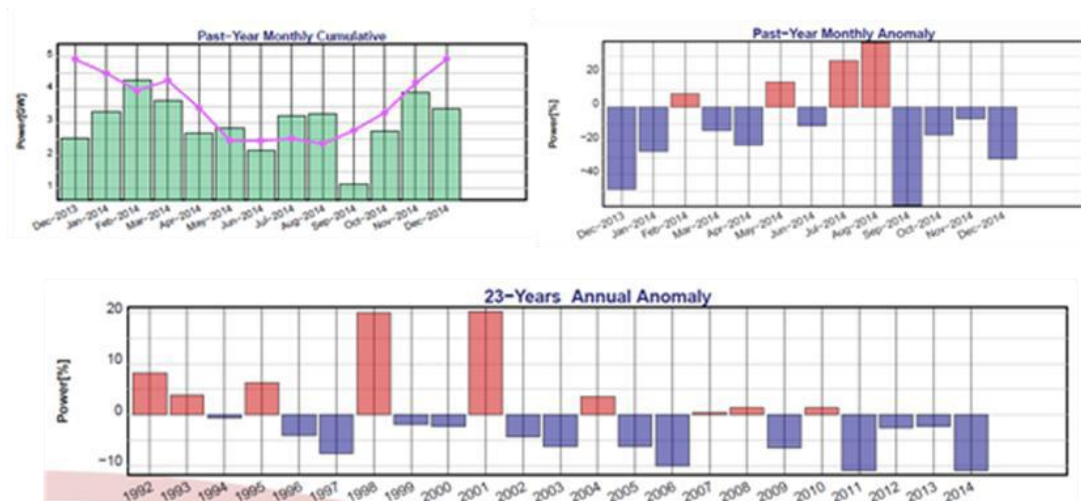 Past-Year Monthly Cumulative
Power[GW]
5
4
3
2
1
Dec-2013
Jan-2014
Feb-2014
Mar-2014
Apr-2014
May-2014
Jun-2014
Jul-2014
Aug-2014
Sep-2014
Oct-2014
Nov-2014
Dec-2014
Past-Year Monthly Anomaly
Power[%]
20
0
-20
-40
Dec-2013
Jan-2014
Feb-2014
Mar-2014
Apr-2014
May-2014
Jun-2014
Jul-2014
Aug-2014
Sep-2014
Oct-2014
Nov-2014
Dec-2014
23-Years Annual Anomaly
Power[%]
20
10
0
-10
1992
1993
1994
1995
1996
1997
1998
1999
2000
2001
2002
2003
2004
2005
2006
2007
2008
2009
2010
2011
2012
2013
2014